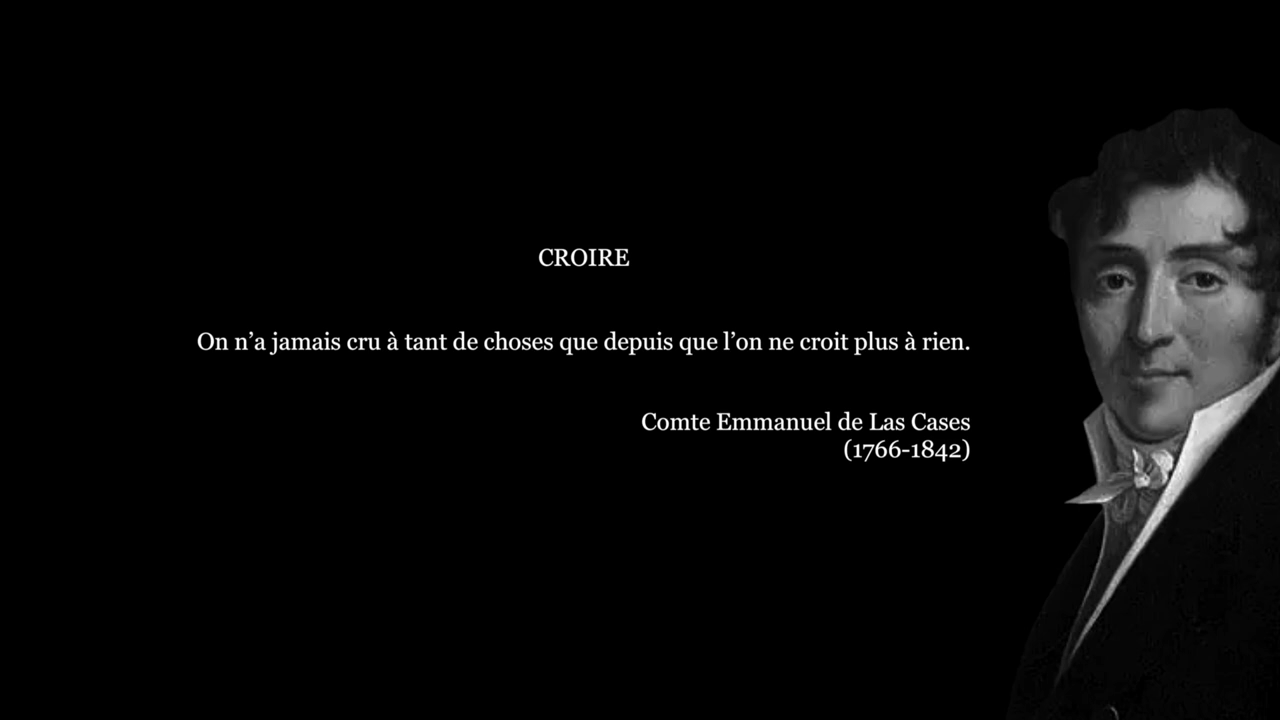 CROIRE
On n’a jamais cru à tant de choses que depuis que l’on ne croit plus à rien.
Comte Emmanuel de Las Cases
(1766-1842)